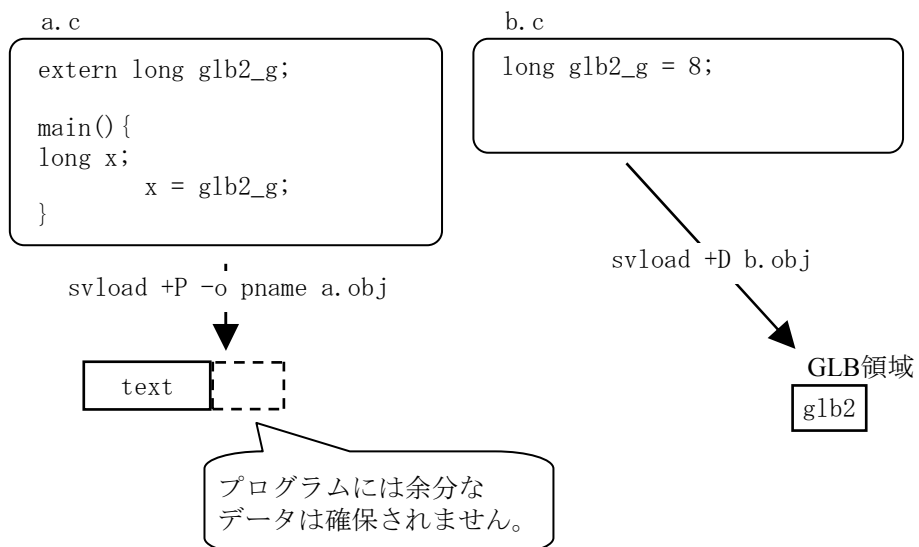 a.c
extern long glb2_g;
main(){
long x;
x = glb2_g;
}
svload +P -o pname a.obj
text
プログラムには余分な
データは確保されません。
b.c
long glb2_g = 8;
svload +D b.obj
GLB領域
glb2